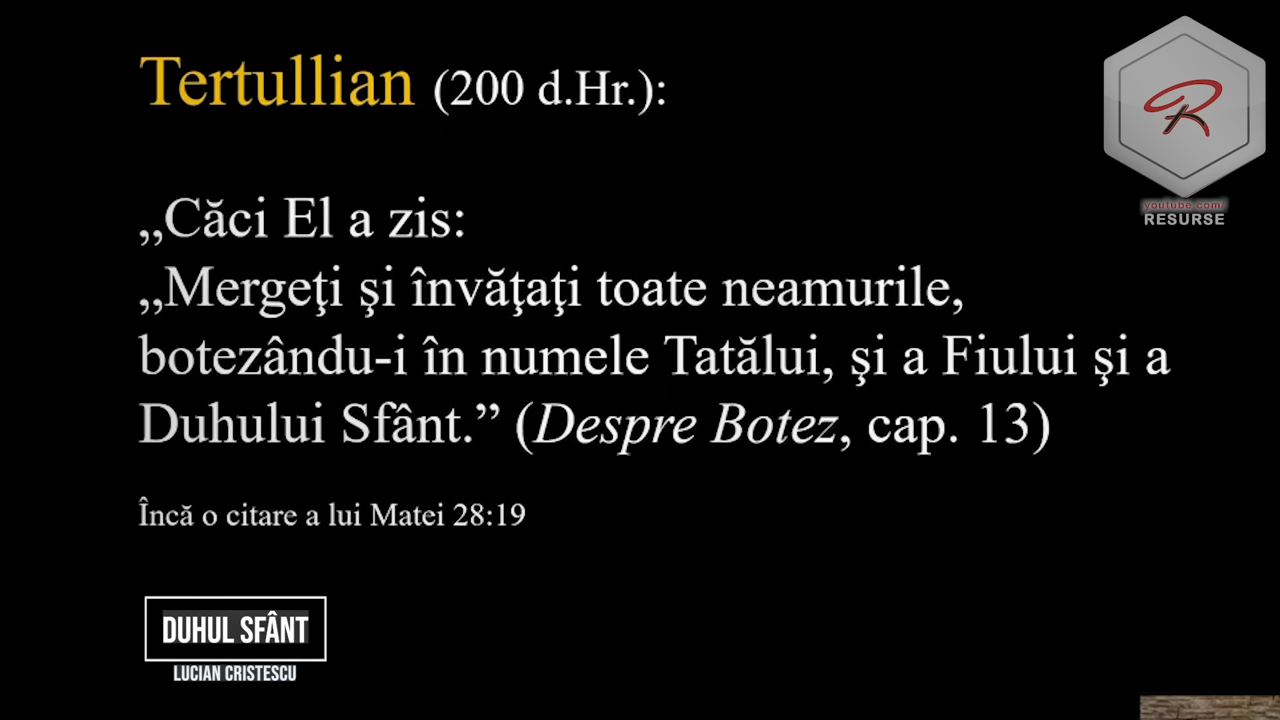 Tertullian (200 d.Hr.):
„Căci El a zis:
„Mergeţi şi învăţaţi toate neamurile,
botezându-i în numele Tatălui, şi a Fiului şi a
Duhului Sfânt.” (Despre Botez, cap. 13)
Încă o citare a lui Matei 28:19
R
youtube.com/
RESURSE
DUHUL SFÂNT
LUCIAN CRISTESCU